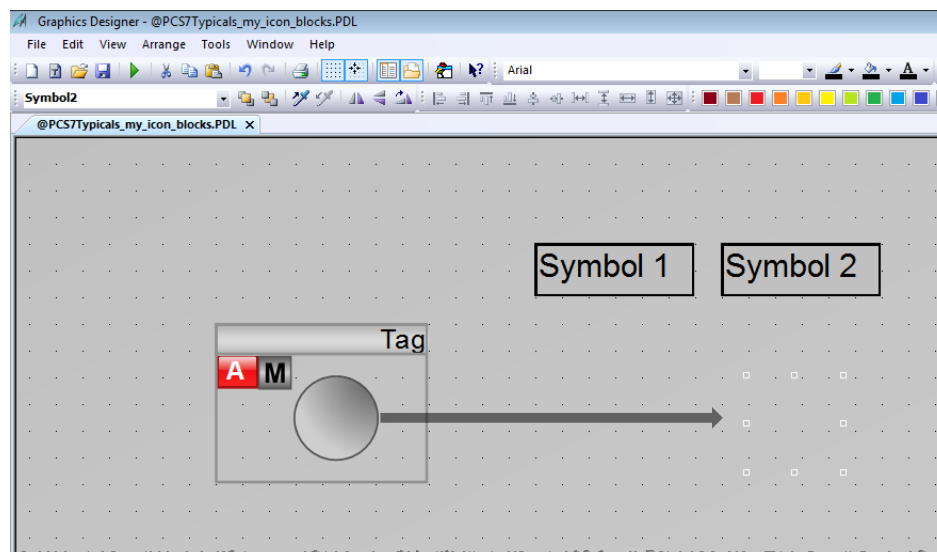 Graphics Designer - @PCS7Typicals_my_icon_blocks.PDL
File Edit View Arrange Tools Window Help
Arial
A
Symbol2
@PCS7Typicals_my_icon_blocks.PDL X
Symbol 1 Symbol 2
Tag
A M